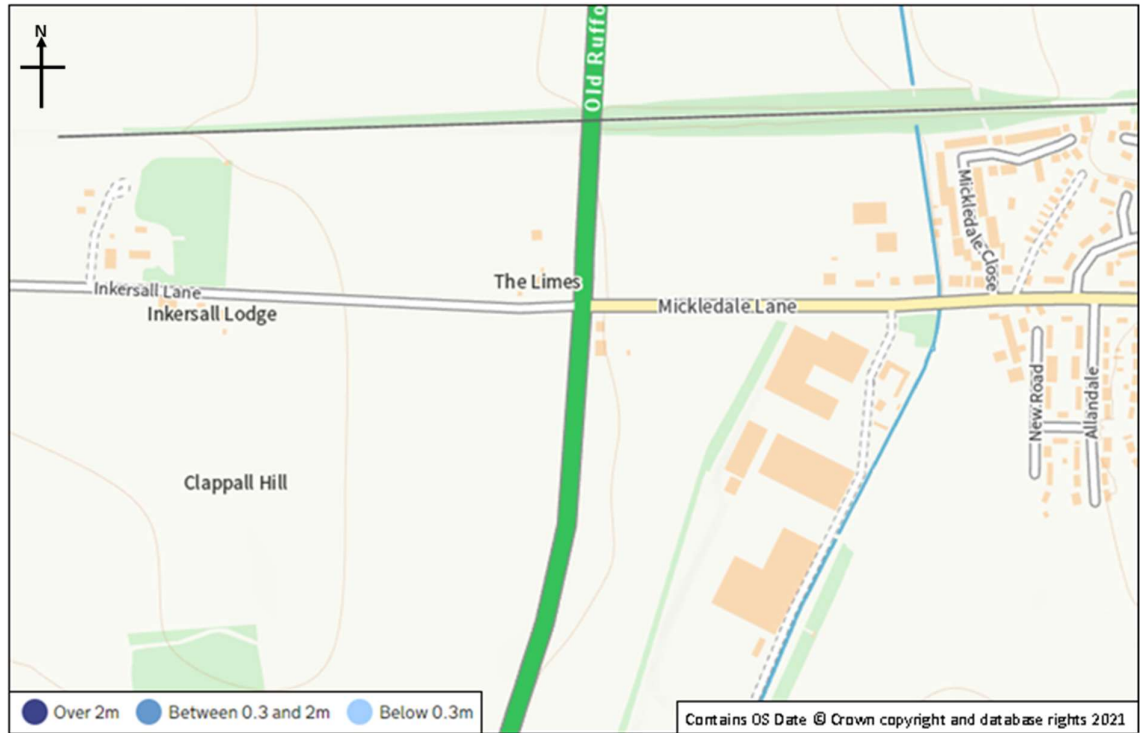 N
Old Ruffo
Mickledale Close
The Limes
Inkersall Lane
Mickledale Lane
Inkersall Lodge
New Road
Allandale
Clappall Hill
Over 2m
Between 0.3 and 2m
Below 0.3m
Contains OS Date © Crown copyright and database rights 2021